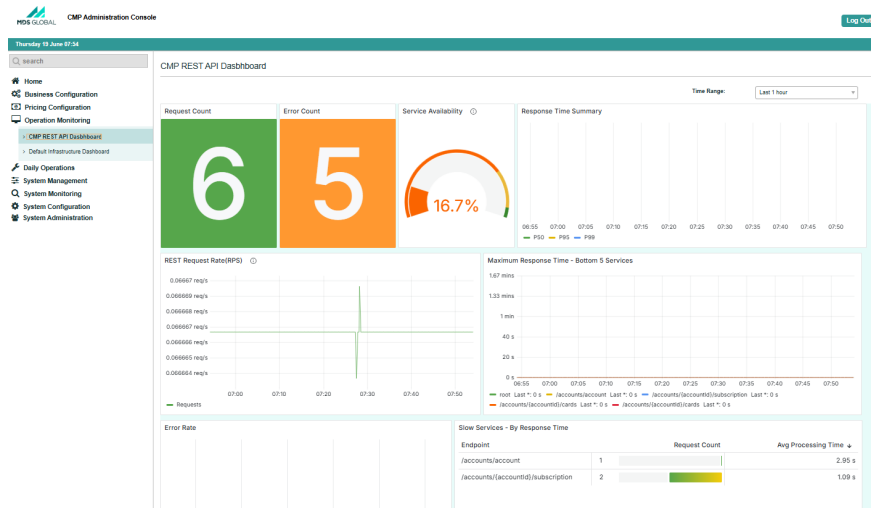 MDS GLOBAL
CMP Administration Console
Log Out
Thursday 19 June 07:54
search
CMP REST API Dasbhboard
Home
Business Configuration
Pricing Configuration
Operation Monitoring
> CMP REST API Dasbhboard
> Default Infrastructure Dashboard
Daily Operations
System Management
System Monitoring
System Configuration
System Administration
Time Range:
Last 1 hour
Request Count
6
Error Count
5
Service Availability
16.7%
Response Time Summary
06:55 07:00 07:05 07:10 07:15 07:20 07:25 07:30 07:35 07:40 07:45 07:50
P50 P95 P99
REST Request Rate(RPS)
0.06667 req/s
0.066669 req/s
0.066668 req/s
0.066667 req/s
0.066666 req/s
0.066665 req/s
0.066664 req/s
07:00 07:10 07:20 07:30 07:40 07:50
Requests
Maximum Response Time - Bottom 5 Services
1.67 mins
1.33 mins
1 min
40 s
20 s
0 s
06:55 07:00 07:05 07:10 07:15 07:20 07:25 07:30 07:35 07:40 07:45 07:50
root Last *: 0 s /accounts/account Last *: 0 s /accounts/{accountId}/subscription Last *: 0 s
/accounts/{accountId}/cards Last *: 0 s /accounts/{accountId}/cards Last *: 0 s
Error Rate
Slow Services - By Response Time
Endpoint Request Count Avg Processing Time ↓
/accounts/account 1 2.95 s
/accounts/{accountId}/subscription 2 1.09 s